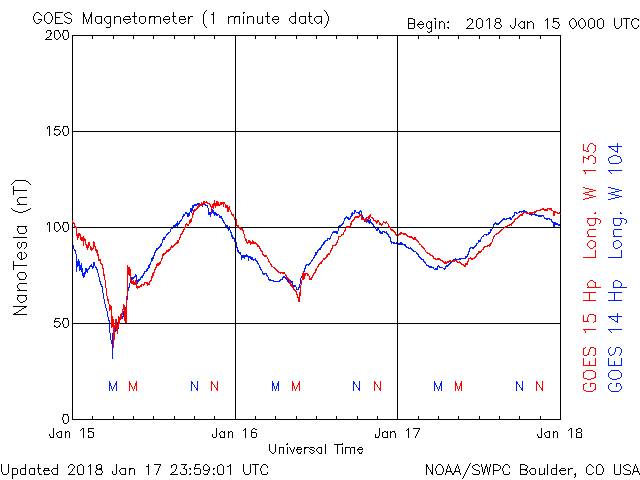 GOES Magnetometer (1 minute data)
Begin: 2018 Jan 15 0000 UTC
200
150
100
50
0
NanoTesla (nT)
M M N N M M N N M M N N
Jan 15 Jan 16 Jan 17 Jan 18
Universal Time
GOES 15 Hp Long. W 135
GOES 14 Hp Long. W 104
Updated 2018 Jan 17 23:59:01 UTC
NOAA/SWPC Boulder, CO USA